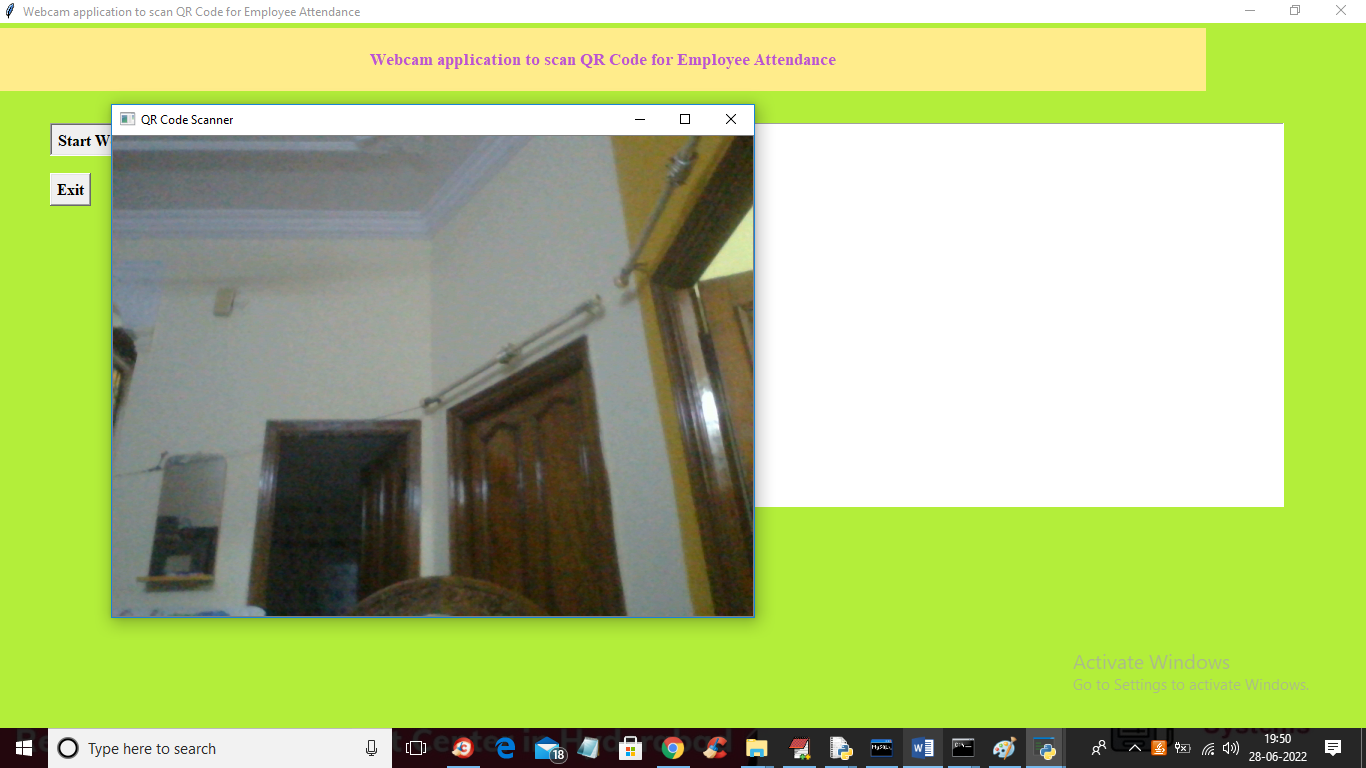 Webcam application to scan QR Code for Employee Attendance
Webcam application to scan QR Code for Employee Attendance
QR Code Scanner
Start W
Exit
Activate Windows
Go to Settings to activate Windows.
Type here to search
18
MySQL
19:50
28-06-2022